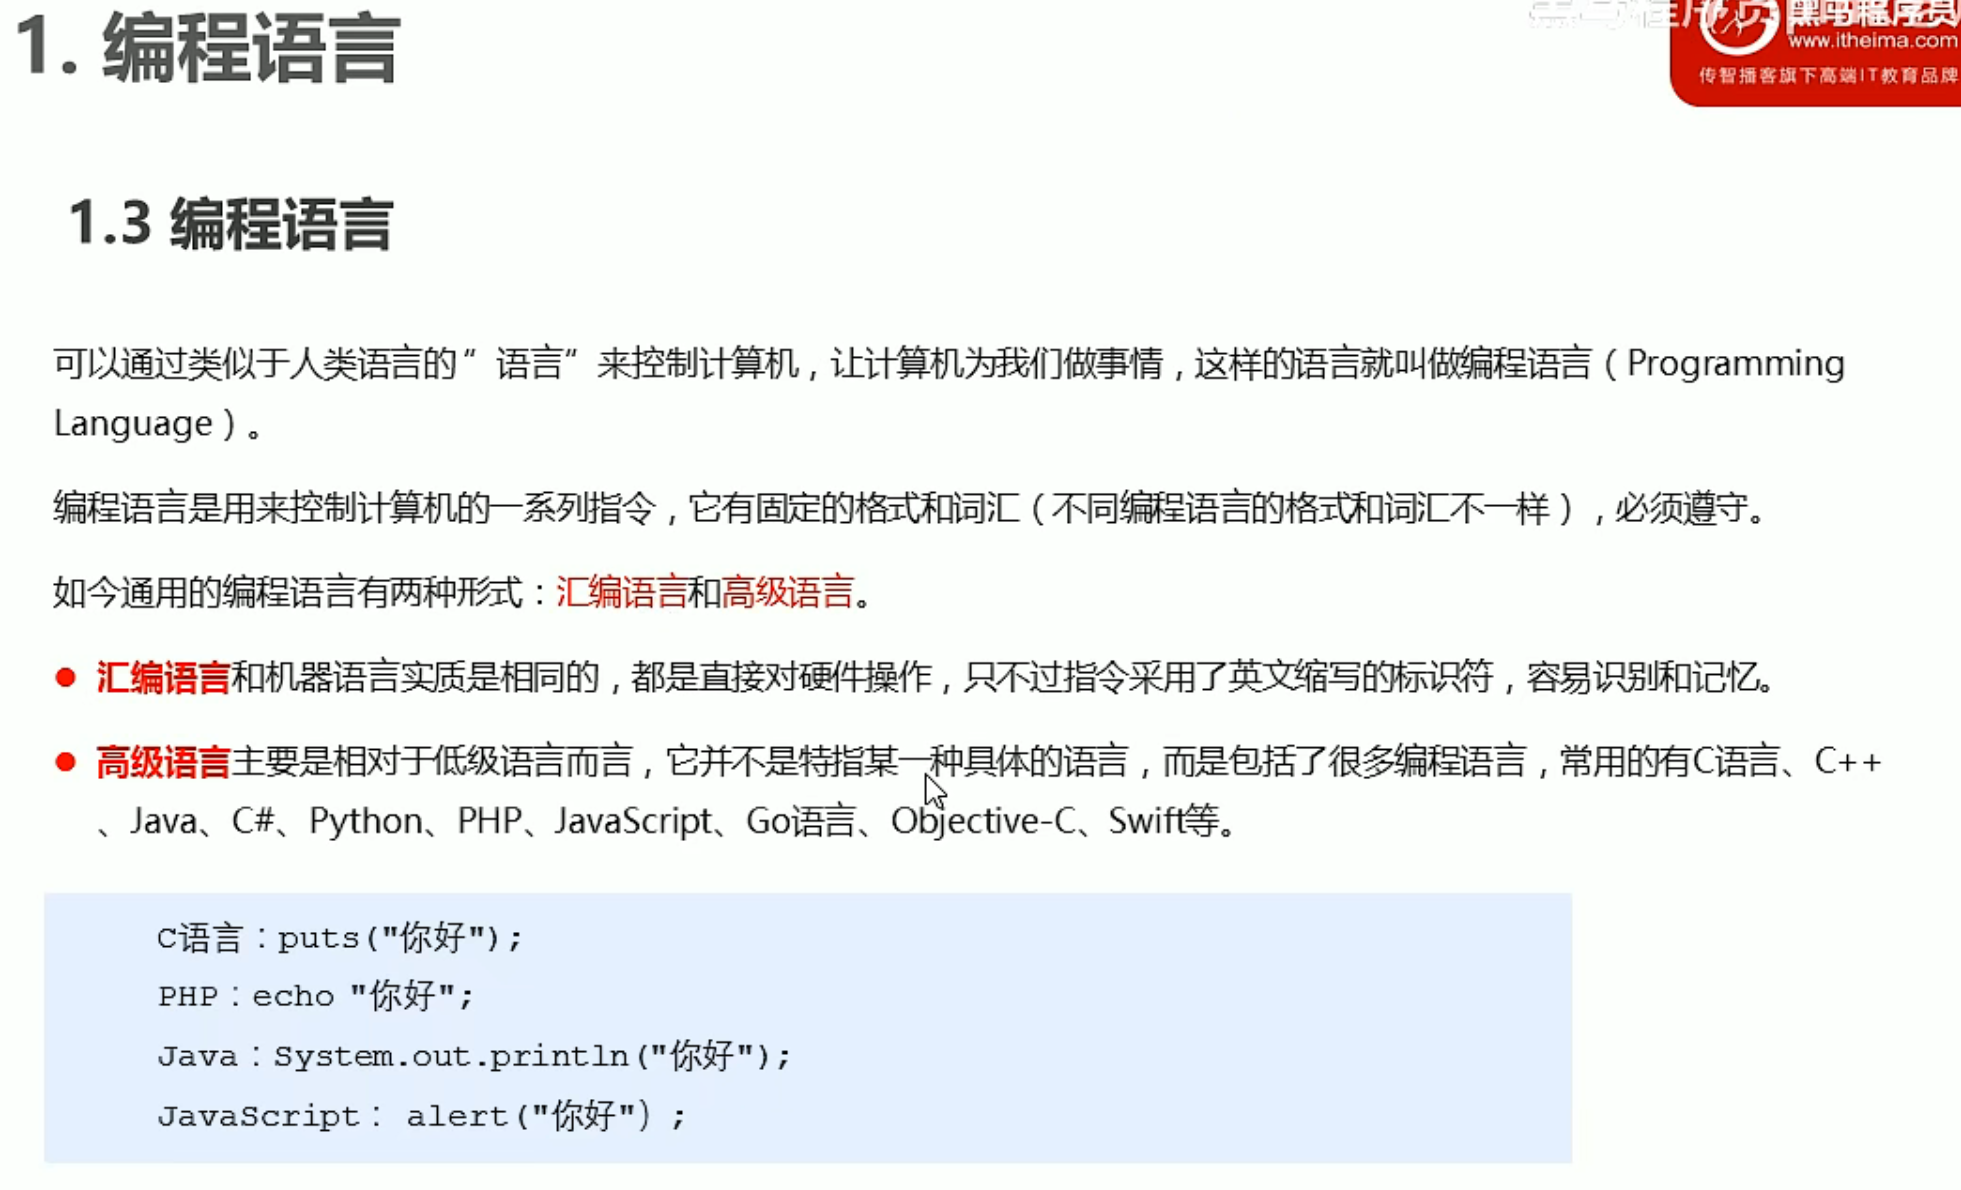 1. 编程语言
黑马程序员
www.itheima.com
传智播客旗下高端IT教育品牌
1.3 编程语言
可以通过类似于人类语言的”语言”来控制计算机，让计算机为我们做事情，这样的语言就叫做编程语言（Programming
Language）。
编程语言是用来控制计算机的一系列指令，它有固定的格式和词汇（不同编程语言的格式和词汇不一样），必须遵守。
如今通用的编程语言有两种形式：汇编语言和高级语言。
● 汇编语言和机器语言实质是相同的，都是直接对硬件操作，只不过指令采用了英文缩写的标识符，容易识别和记忆。
● 高级语言主要是相对于低级语言而言，它并不是特指某一种具体的语言，而是包括了很多编程语言，常用的有C语言、C++
、Java、C#、Python、PHP、JavaScript、Go语言、Objective-C、Swift等。
C语言：puts("你好");
PHP：echo "你好";
Java：System.out.println("你好");
JavaScript： alert("你好") ;